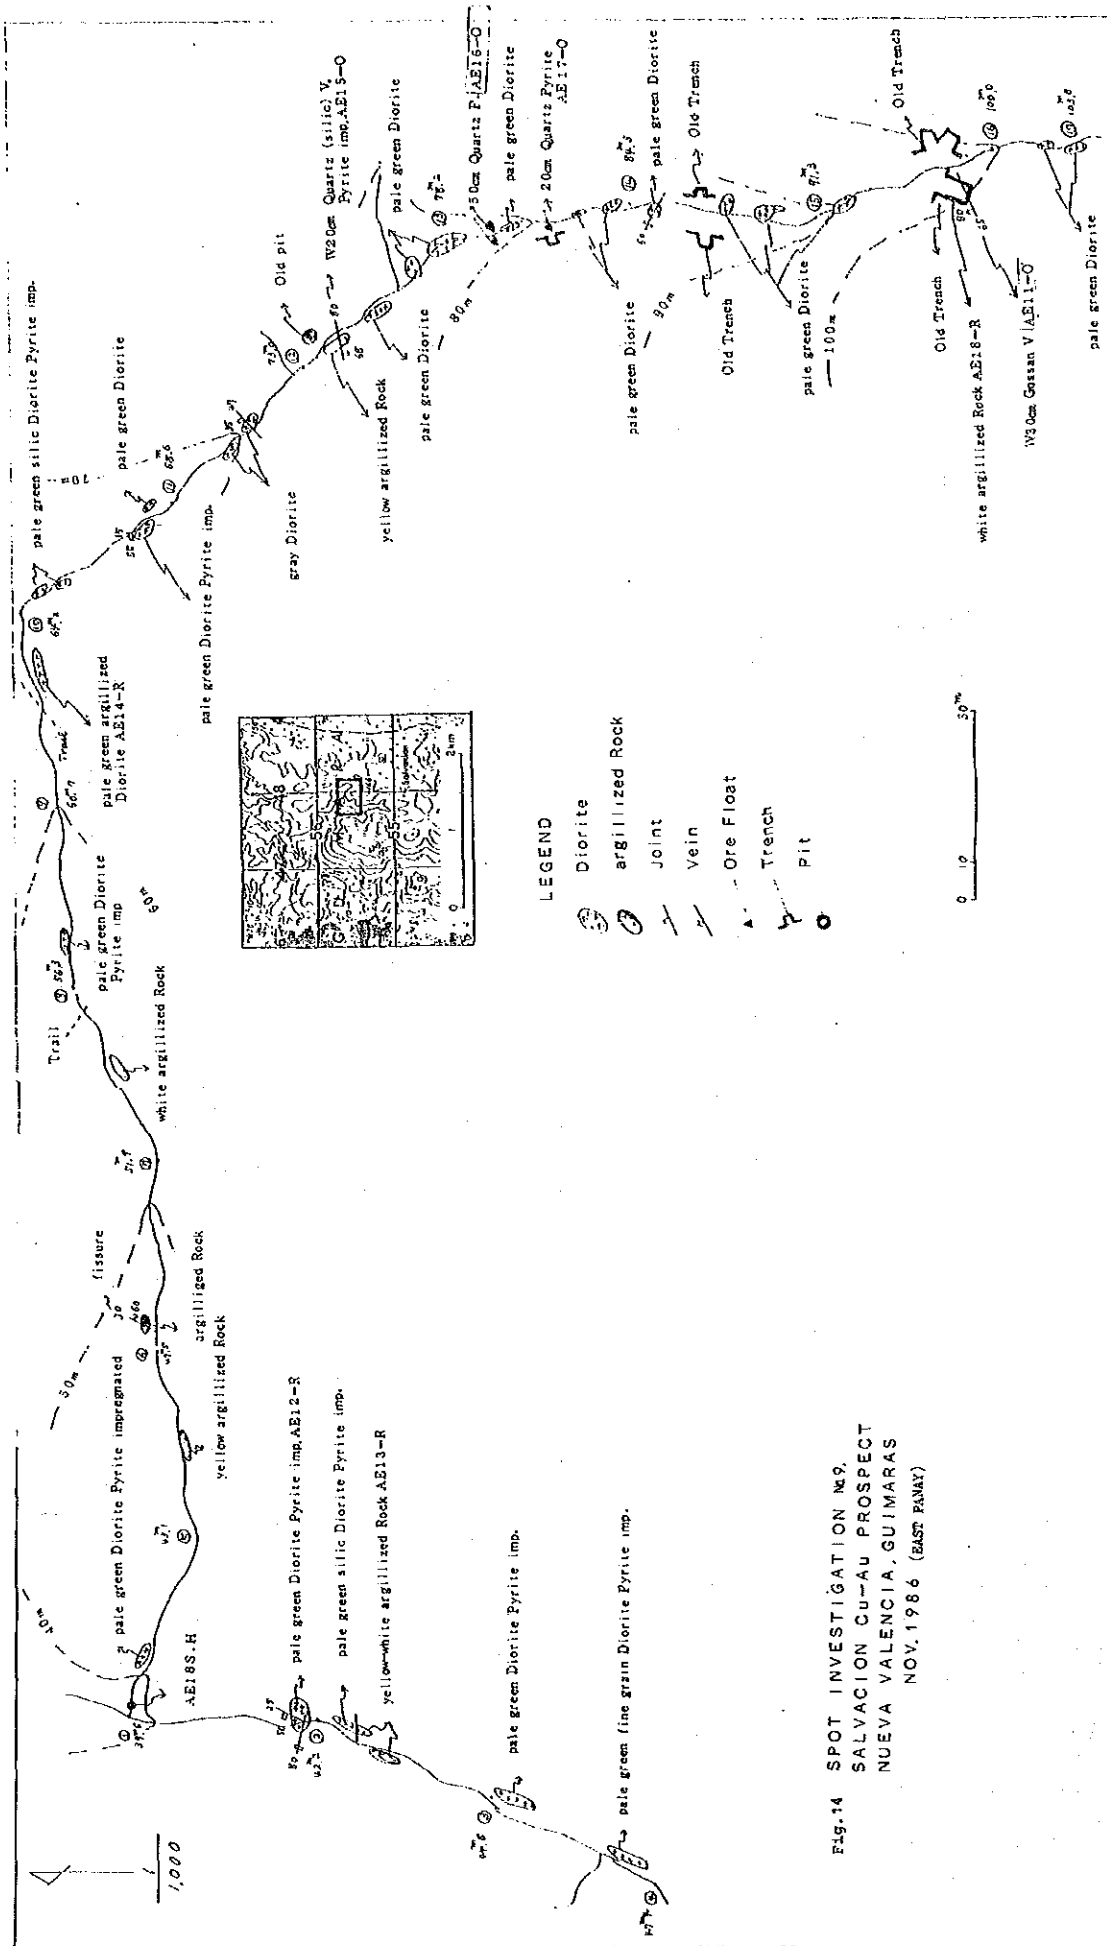 1,000
40m
pale green Diorite Pyrite impregnated
AE18S.H
pale green Diorite Pyrite imp, AE12-R
pale green silic Diorite Pyrite imp.
yellow-white argillized Rock AE13-R
pale green Diorite Pyrite imp.
pale green fine grain Diorite Pyrite imp.
yellow argillized Rock
argillized Rock
50m
fissure
white argillized Rock
Trail
pale green Diorite
Pyrite imp
60m
Trail
pale green argillized
Diorite AE14-R
pale green silic Diorite Pyrite imp.
70m
pale green Diorite
pale green Diorite Pyrite imp.
gray Diorite
Old pit
W20cm Quartz (silic) V,
Pyrite imp, AE15-O
yellow argillized Rock
pale green Diorite
pale green Diorite
80m
50cm Quartz P. AE16-O
pale green Diorite
20cm Quartz Pyrite
AE17-O
pale green Diorite
pale green Diorite
90m
Old Trench
Old Trench
pale green Diorite
100m
Old Trench
Old Trench
white argillized Rock AE18-R
W30cm Gossan V AE11-O
pale green Diorite
2km
0
LEGEND
Diorite
argillized Rock
Joint
Vein
Ore Float
Trench
Pit
0 10 30m
Fig.14 SPOT INVESTIGATION №9.
SALVACION Cu-Au PROSPECT
NUEVA VALENCIA, GUIMARAS
NOV. 1986 (EAST PANAY)